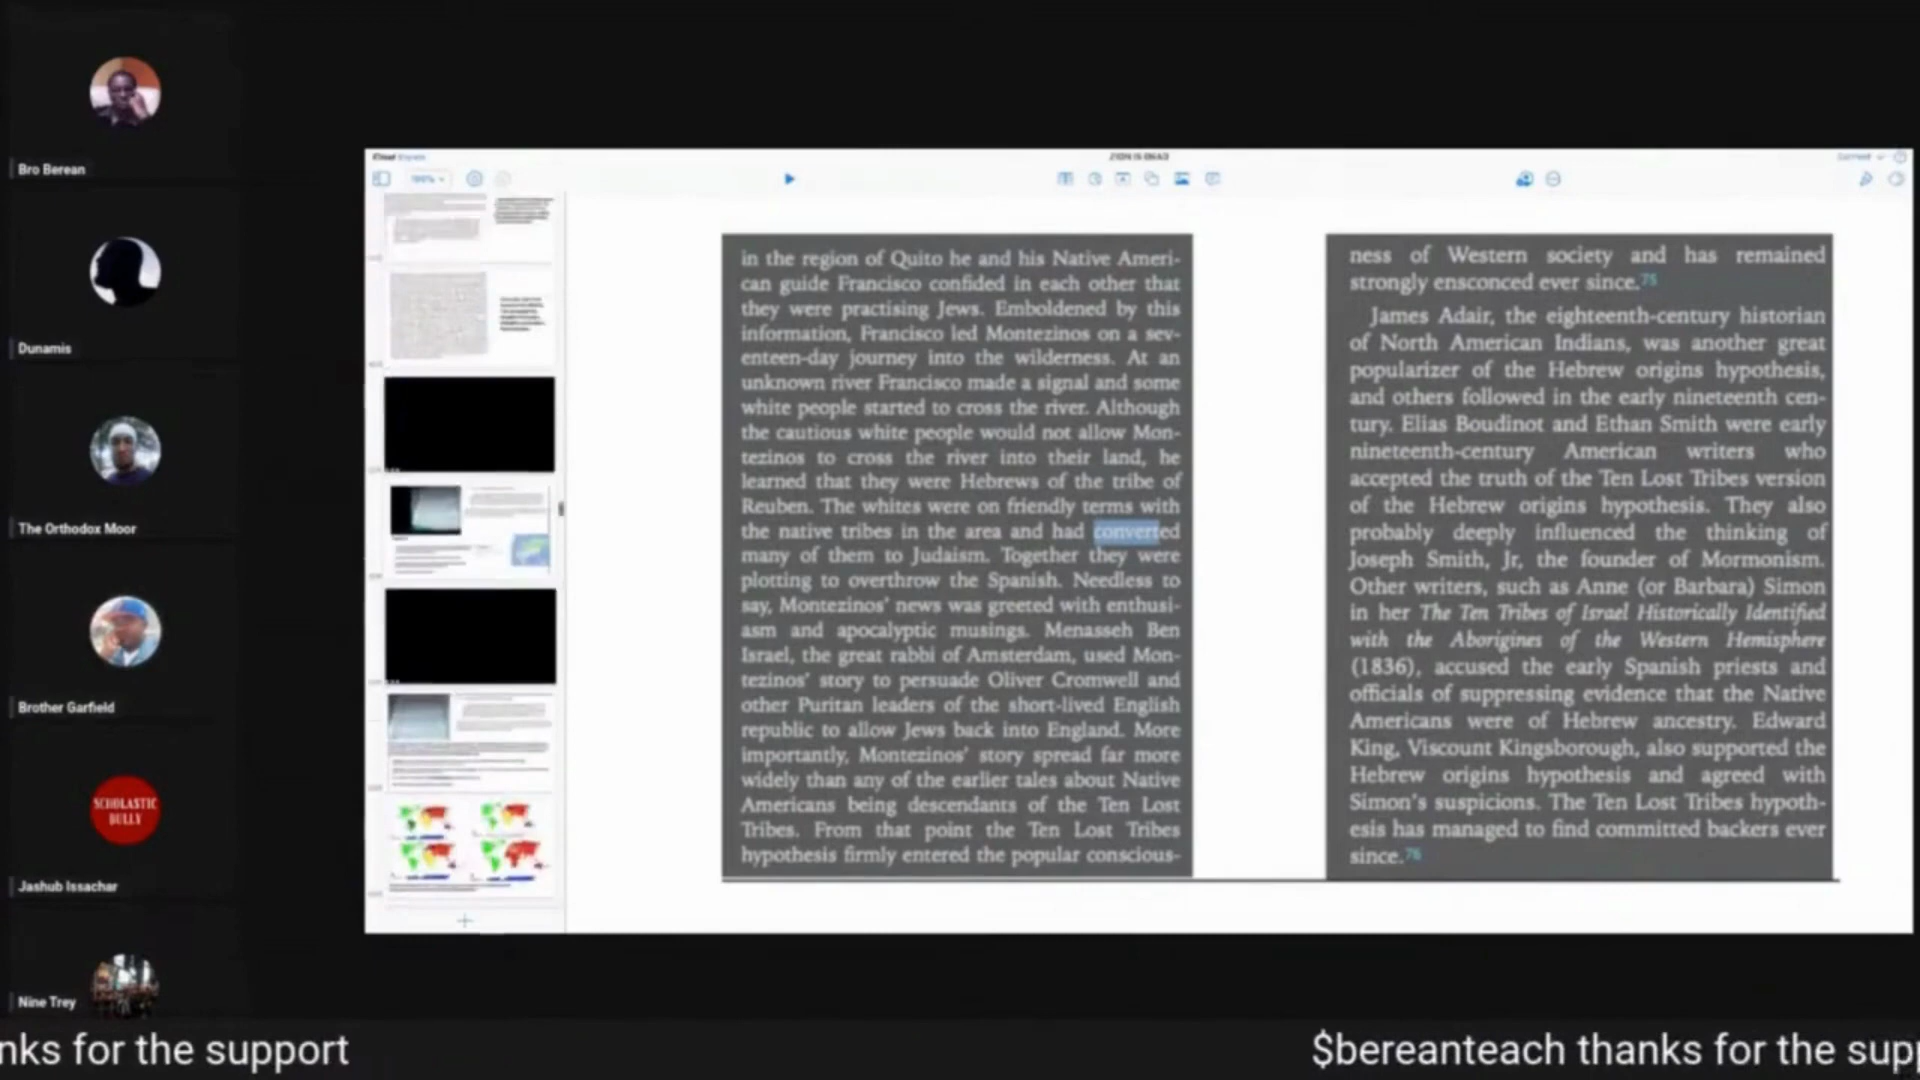 Bro Berean
Dunamis
The Orthodox Moor
Brother Garfield
SCHOLASTIC
BULLY
Jashub Issachar
Nine Trey
in the region of Quito he and his Native Ameri-
can guide Francisco confided in each other that
they were practising Jews. Emboldened by this
information, Francisco led Montezinos on a sev-
enteen-day journey into the wilderness. At an
unknown river Francisco made a signal and some
white people started to cross the river. Although
the cautious white people would not allow Mon-
tezinos to cross the river into their land, he
learned that they were Hebrews of the tribe of
Reuben. The whites were on friendly terms with
the native tribes in the area and had converted
many of them to Judaism. Together they were
plotting to overthrow the Spanish. Needless to
say, Montezinos' news was greeted with enthusi-
asm and apocalyptic musings. Menasseh Ben
Israel, the great rabbi of Amsterdam, used Mon-
tezinos' story to persuade Oliver Cromwell and
other Puritan leaders of the short-lived English
republic to allow Jews back into England. More
importantly, Montezinos' story spread far more
widely than any of the earlier tales about Native
Americans being descendants of the Ten Lost
Tribes. From that point the Ten Lost Tribes
hypothesis firmly entered the popular conscious-
ness of Western society and has remained
strongly ensconced ever since.75
James Adair, the eighteenth-century historian
of North American Indians, was another great
popularizer of the Hebrew origins hypothesis,
and others followed in the early nineteenth cen-
tury. Elias Boudinot and Ethan Smith were early
nineteenth-century American writers who
accepted the truth of the Ten Lost Tribes version
of the Hebrew origins hypothesis. They also
probably deeply influenced the thinking of
Joseph Smith, Jr, the founder of Mormonism.
Other writers, such as Anne (or Barbara) Simon
in her The Ten Tribes of Israel Historically Identified
with the Aborigines of the Western Hemisphere
(1836), accused the early Spanish priests and
officials of suppressing evidence that the Native
Americans were of Hebrew ancestry. Edward
King, Viscount Kingsborough, also supported the
Hebrew origins hypothesis and agreed with
Simon's suspicions. The Ten Lost Tribes hypoth-
esis has managed to find committed backers ever
since.76
nks for the support
$bereanteach thanks for the sup